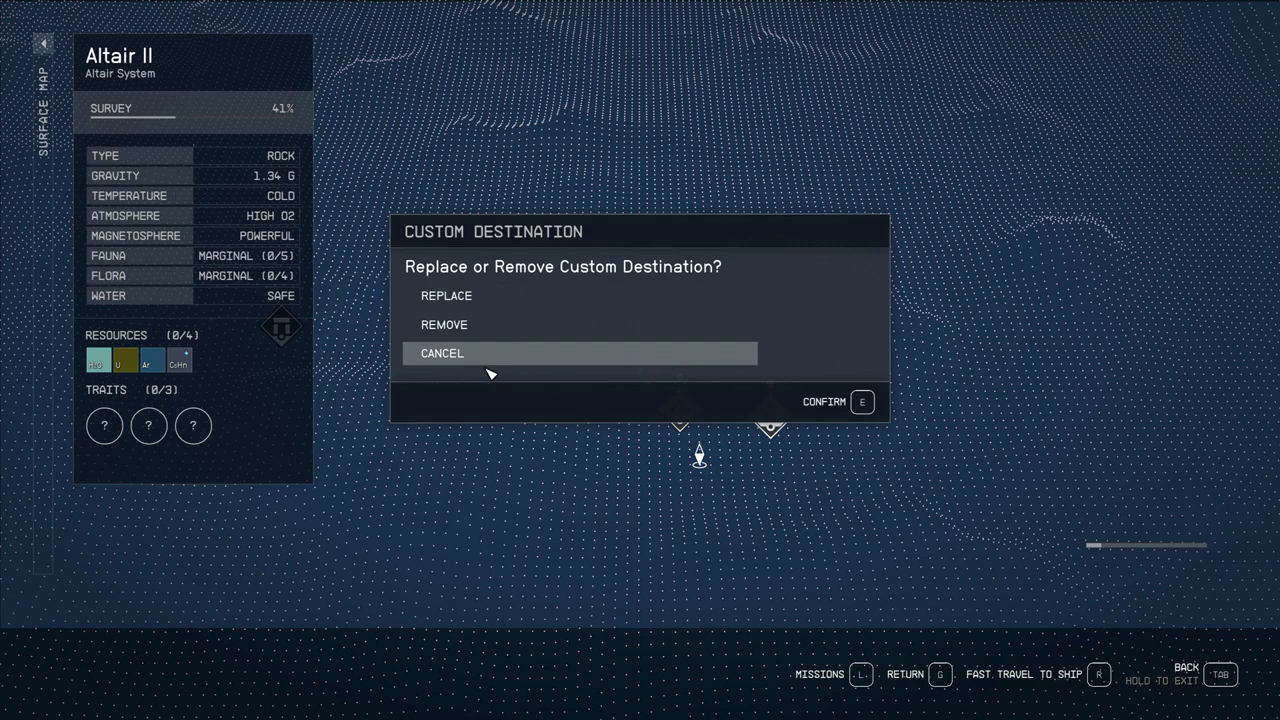 SURFACE MAP
Altair II
Altair System
SURVEY 41%
TYPE ROCK
GRAVITY 1.34 G
TEMPERATURE COLD
ATMOSPHERE HIGH O2
MAGNETOSPHERE POWERFUL
FAUNA MARGINAL (0/5)
FLORA MARGINAL (0/4)
WATER SAFE
RESOURCES (0/4)
H2O U Ar CₓHn
TRAITS (0/3)
? ? ?
CUSTOM DESTINATION
Replace or Remove Custom Destination?
REPLACE
REMOVE
CANCEL
CONFIRM E
MISSIONS L RETURN G FAST TRAVEL TO SHIP R BACK TAB
HOLD TO EXIT